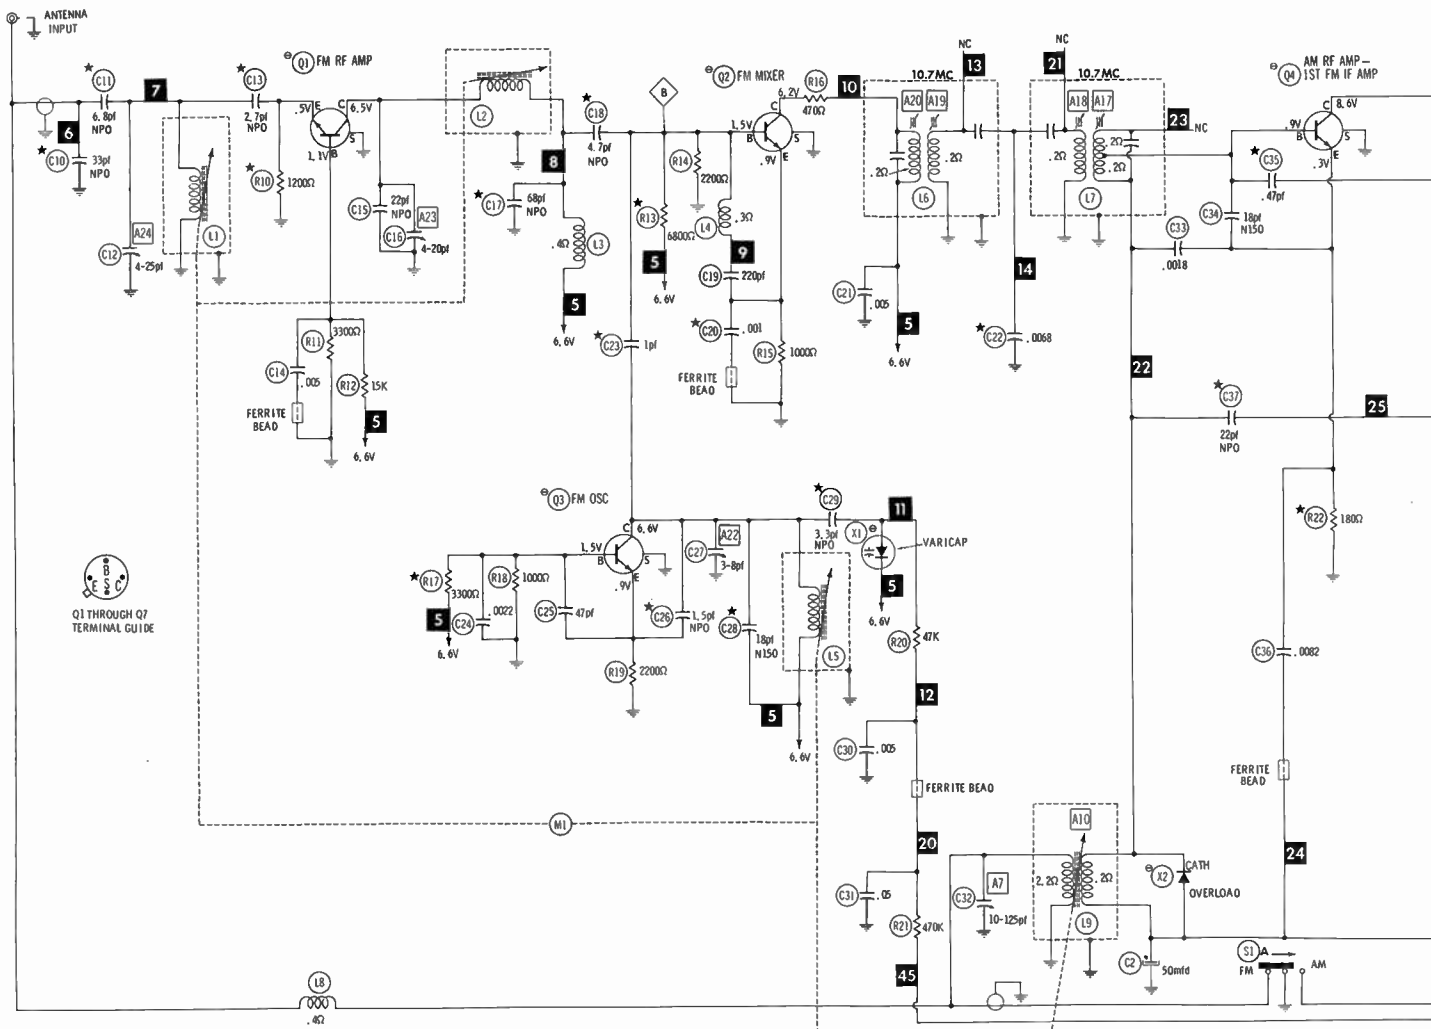 ANTENNA
INPUT
★ C11
6.8pf
NPO
7
★ C13
2.7pf
NPO
⊖ Q1 FM RF AMP
.5V E
C 6.5V
S
1.1V B
6
★ C10
33pf
NPO
★ R10 1200Ω
L1
A24
C12
4-25pf
C15
22pf
NPO
C16
A23
4-20pf
L2
★ C18
4.7pf
NPO
8
★ C17
68pf
NPO
.4Ω
L3
5
6.6V
R11
3300Ω
C14
.005
R12 15K
FERRITE
BEAD
5
6.6V
B
⊖ Q2 FM MIXER
6.2V
C
1.5V
B
S
.9V E
R16
470Ω
10
R14
2200Ω
★ R13
6800Ω
5
6.6V
L4
.3Ω
9
C19 220pf
★ C20 .001
R15 1000Ω
FERRITE
BEAD
★ C23 1pf
NC
13
10.7MC
A20 A19
.2Ω
.2Ω
L6
C21
.005
5
6.6V
14
★ C22 .0068
NC
21
10.7MC
A18 A17
.2Ω
.2Ω
.2Ω
L7
23 NC
⊖ Q4
AM RF AMP–
1ST FM IF AMP
C 8.6V
.9V
B
S
E
.3V
★ C35
.47pf
C34
18pf
N150
C33
.0018
22
★ C37
22pf
NPO
25
★ R22 180Ω
C36 .0082
FERRITE
BEAD
24
⊖ Q3 FM OSC
C 6.6V
1.5V
B
S
E
.9V
★ R17
3300Ω
R18 1000Ω
5
6.6V
C24
.0022
C25 47pf
★ C26 1.5pf
NPO
C27
A22
3-8pf
★ C28
18pf
N150
R19 2200Ω
5
6.6V
L5
★ C29
3.3pf
NPO
11
X1 ⊖
VARICAP
5
6.6V
R20 47K
12
C30 .005
FERRITE BEAD
20
C31 .05
R21 470K
45
B
E S C
Q1 THROUGH Q7
TERMINAL GUIDE
M1
A7
C32
10-125pf
A10
2.2Ω
.2Ω
L9
⊖ X2
CATH
OVERLOAD
C2
50mfd
S1 A
FM
AM
L8
.4Ω